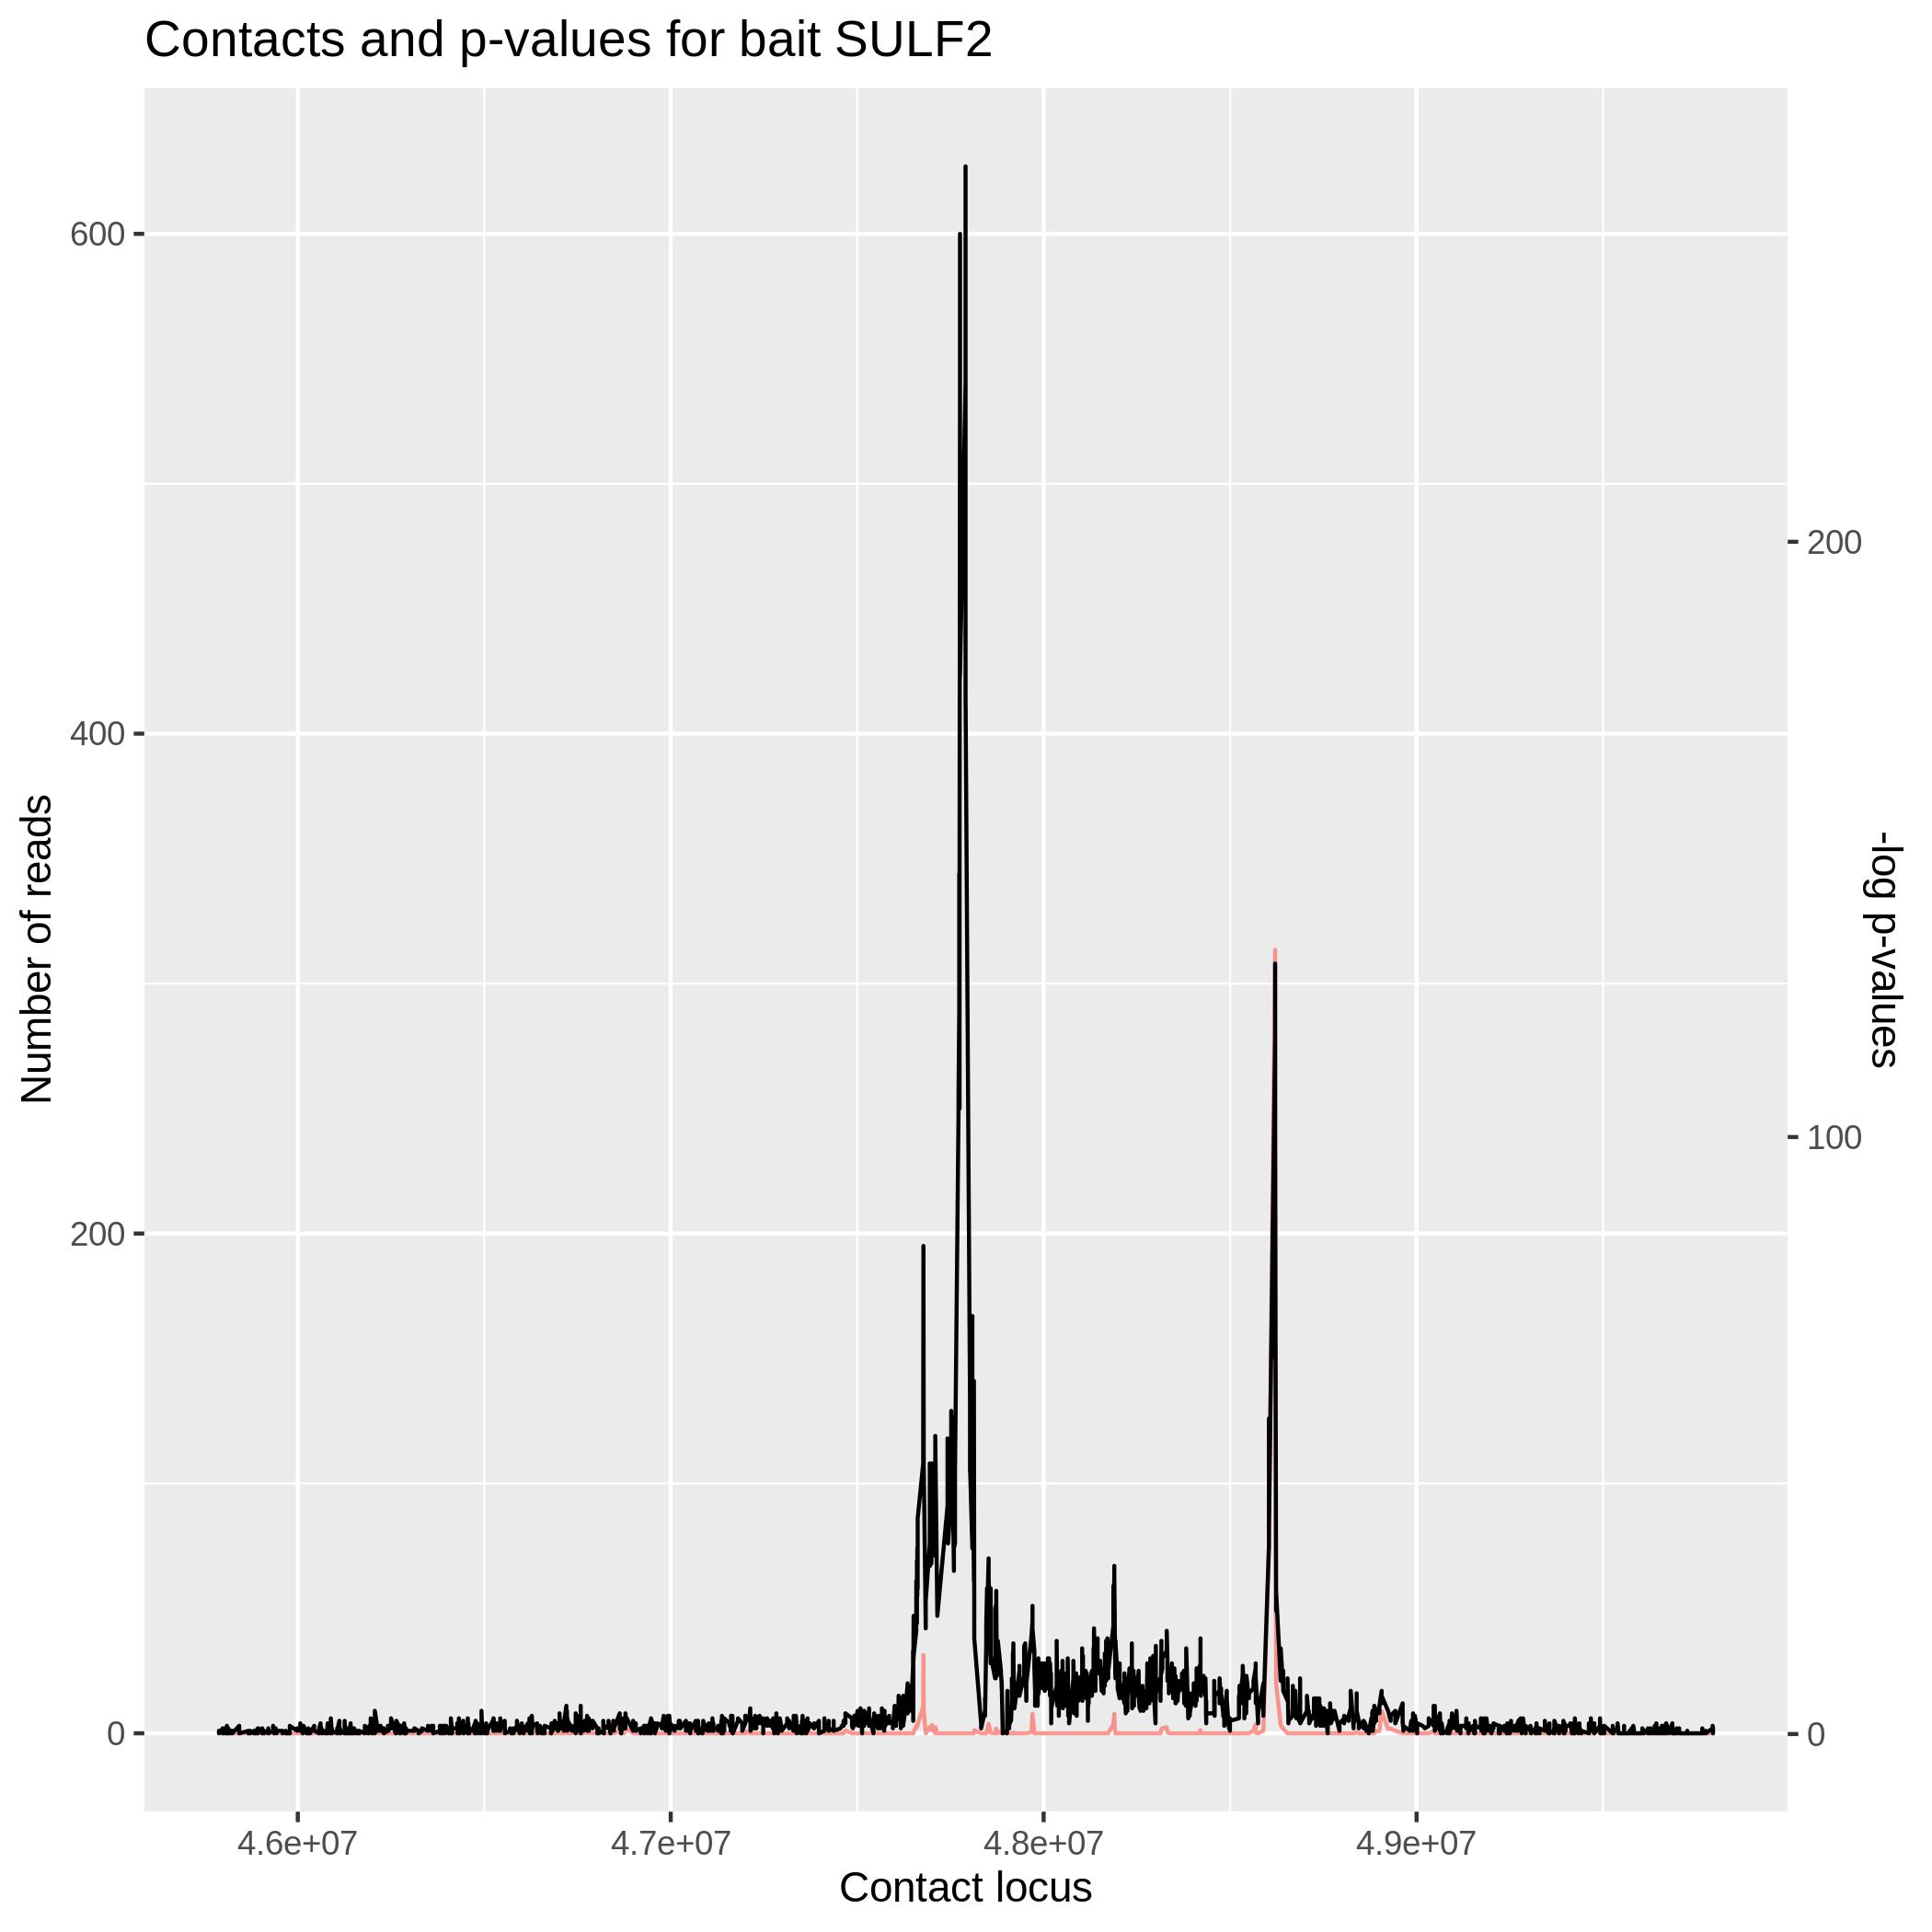 Contacts and p-values for bait SULF2
600
400
200
0
Number of reads
200
100
0
-log p-values
4.6e+07
4.7e+07
4.8e+07
4.9e+07
Contact locus